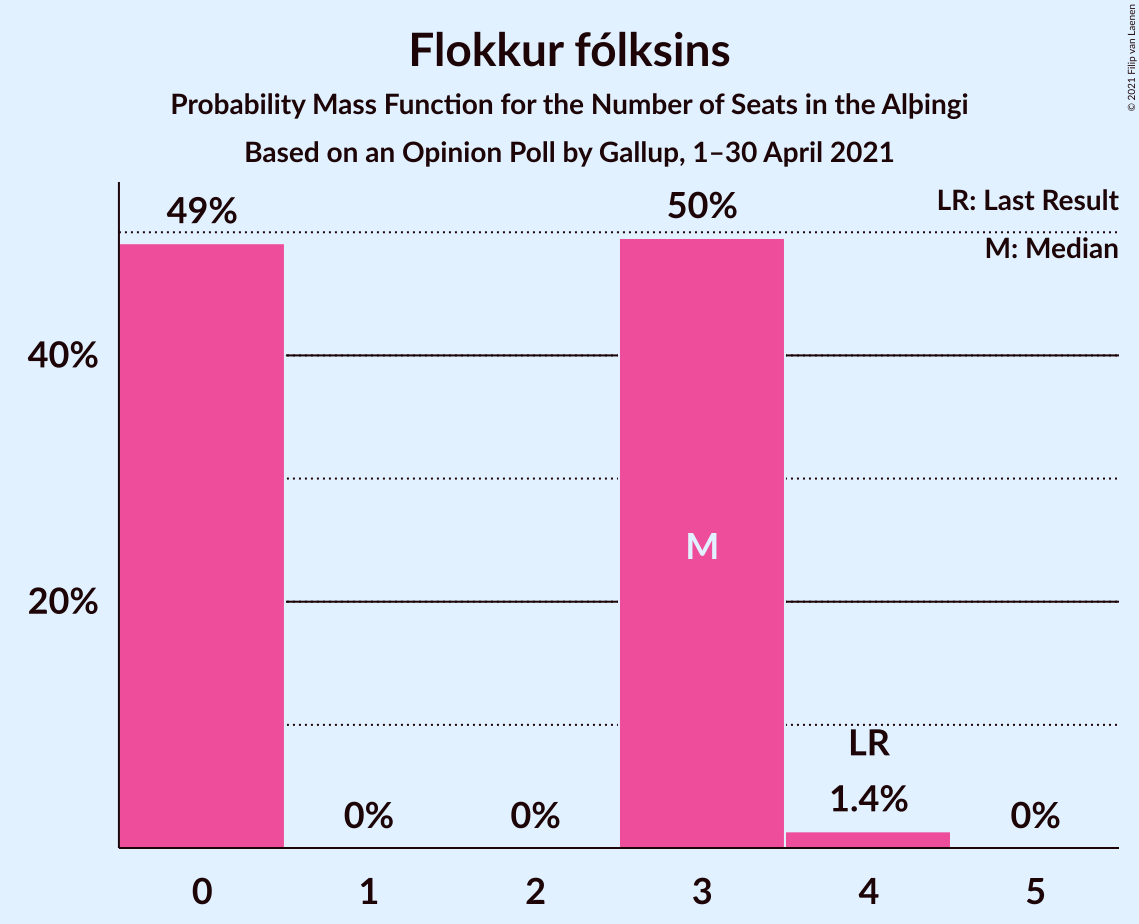 Flokkur fólksins
Probability Mass Function for the Number of Seats in the Alþingi
Based on an Opinion Poll by Gallup, 1–30 April 2021
© 2021 Filip van Laenen
LR: Last Result
M: Median
49%
50%
40%
M
20%
LR
0%
0%
1.4%
0%
0
1
2
3
4
5